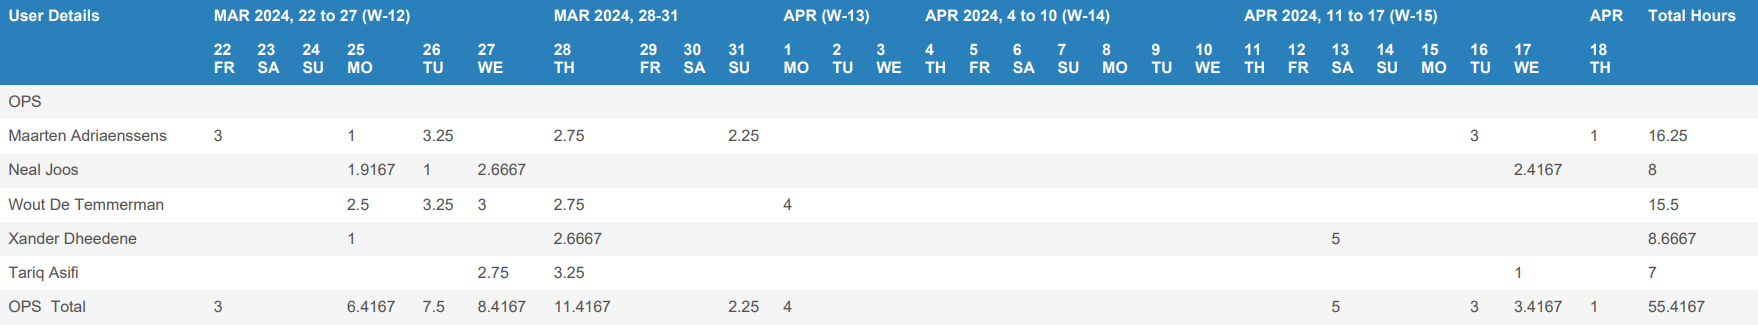 User Details MAR 2024, 22 to 27 (W-12) MAR 2024, 28-31 APR (W-13) APR 2024, 4 to 10 (W-14) APR 2024, 11 to 17 (W-15) APR Total Hours
22 23 24 25 26 27 28 29 30 31 1 2 3 4 5 6 7 8 9 10 11 12 13 14 15 16 17 18
FR SA SU MO TU WE TH FR SA SU MO TU WE TH FR SA SU MO TU WE TH FR SA SU MO TU WE TH
OPS
Maarten Adriaenssens 3 1 3.25 2.75 2.25 3 1 16.25
Neal Joos 1.9167 1 2.6667 2.4167 8
Wout De Temmerman 2.5 3.25 3 2.75 4 15.5
Xander Dheedene 1 2.6667 5 8.6667
Tariq Asifi 2.75 3.25 1 7
OPS Total 3 6.4167 7.5 8.4167 11.4167 2.25 4 5 3 3.4167 1 55.4167